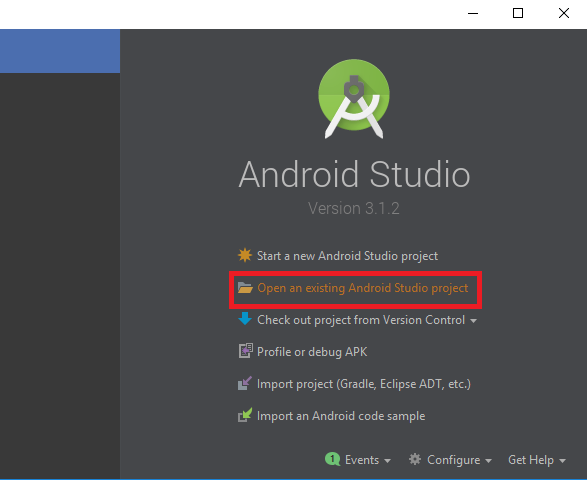 Android Studio
Version 3.1.2
Start a new Android Studio project
Open an existing Android Studio project
Check out project from Version Control
Profile or debug APK
Import project (Gradle, Eclipse ADT, etc.)
Import an Android code sample
1 Events Configure Get Help